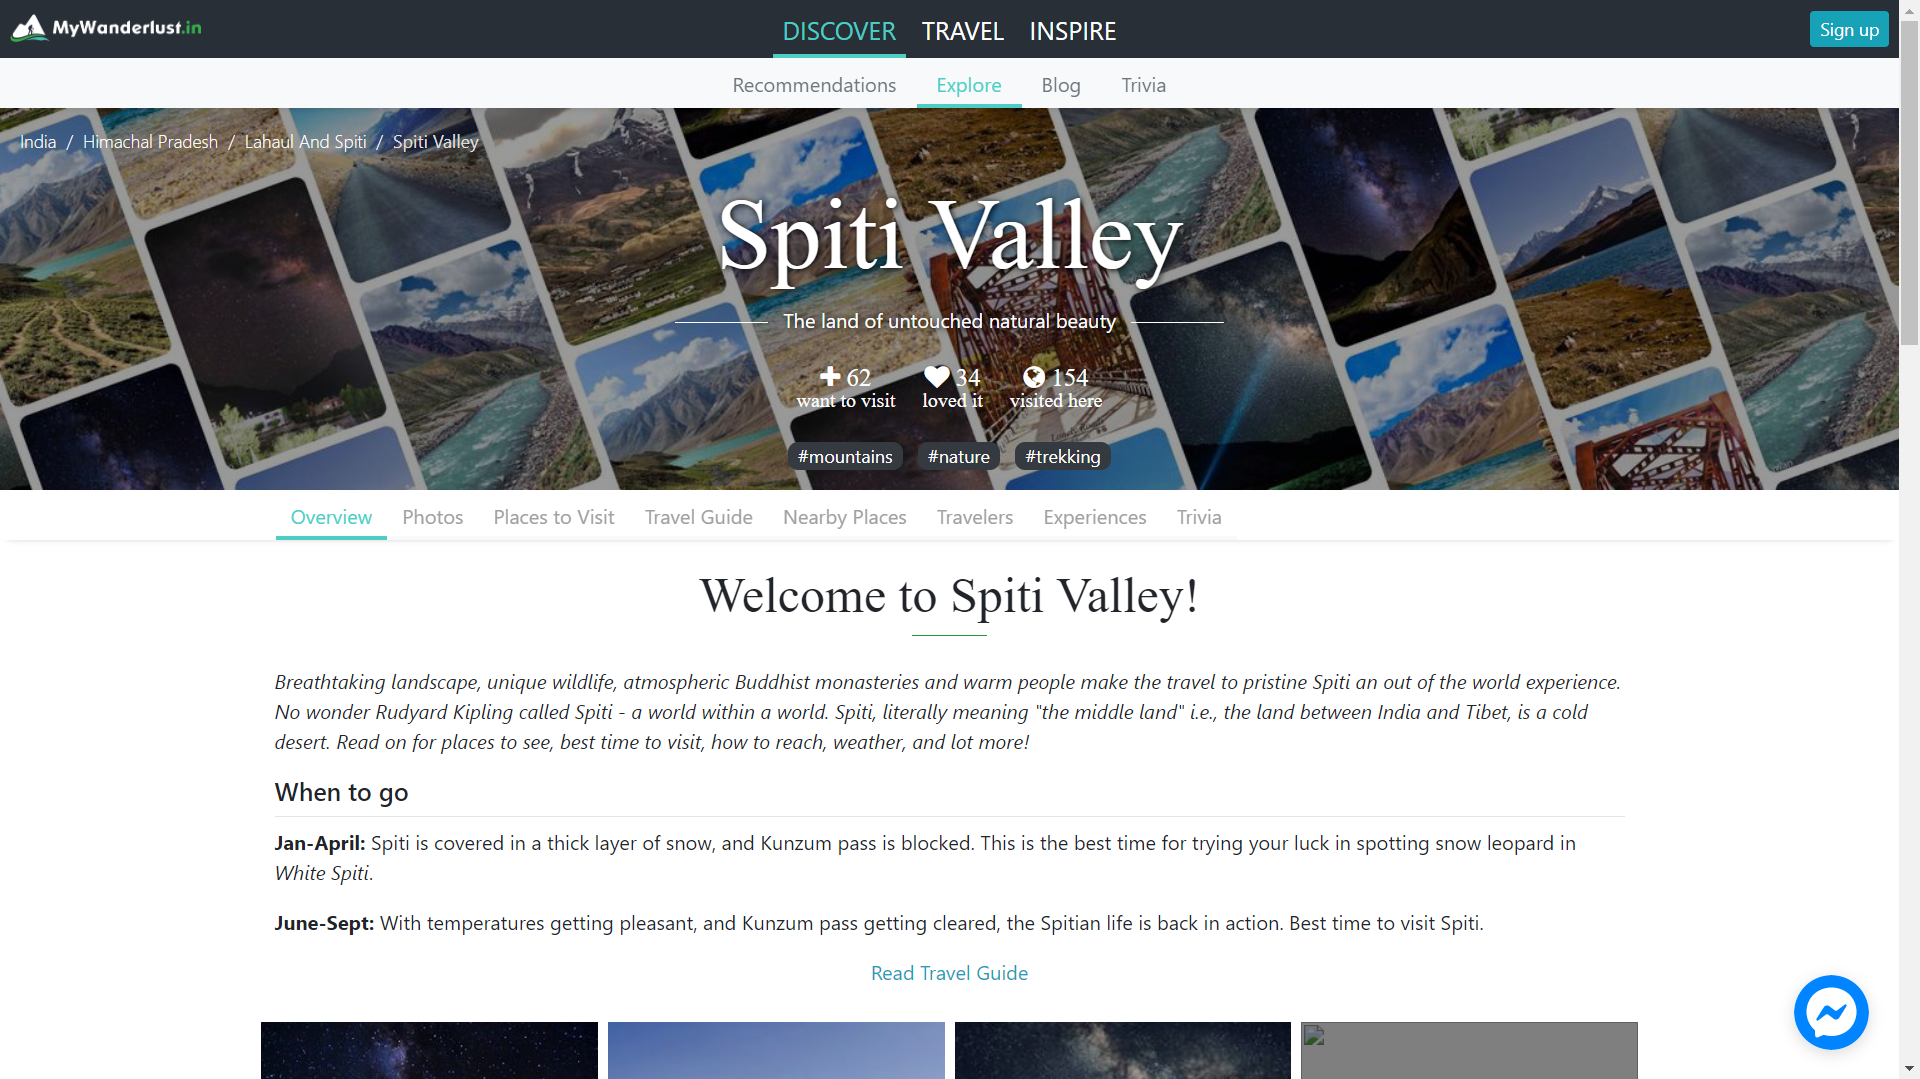 MyWanderlust.in
DISCOVER TRAVEL INSPIRE
Sign up
Recommendations Explore Blog Trivia
India / Himachal Pradesh / Lahaul And Spiti / Spiti Valley
Spiti Valley
The land of untouched natural beauty
62 34 154
want to visit loved it visited here
#mountains #nature #trekking
Overview Photos Places to Visit Travel Guide Nearby Places Travelers Experiences Trivia
Welcome to Spiti Valley!
Breathtaking landscape, unique wildlife, atmospheric Buddhist monasteries and warm people make the travel to pristine Spiti an out of the world experience.
No wonder Rudyard Kipling called Spiti - a world within a world. Spiti, literally meaning "the middle land" i.e., the land between India and Tibet, is a cold
desert. Read on for places to see, best time to visit, how to reach, weather, and lot more!
When to go
Jan-April: Spiti is covered in a thick layer of snow, and Kunzum pass is blocked. This is the best time for trying your luck in spotting snow leopard in
White Spiti.
June-Sept: With temperatures getting pleasant, and Kunzum pass getting cleared, the Spitian life is back in action. Best time to visit Spiti.
Read Travel Guide